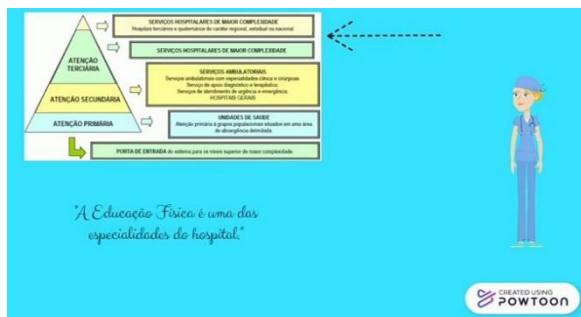 SERVIÇOS HOSPITALARES DE MAIOR COMPLEXIDADE
Hospitais terciários e quaternários de caráter regional, estadual ou nacional.
SERVIÇOS HOSPITALARES DE MAIOR COMPLEXIDADE
ATENÇÃO
TERCIÁRIA
SERVIÇOS AMBULATORIAIS
Serviços ambulatoriais com especialidades clínica e cirúrgicas
Serviço de apoio diagnóstico e terapêutico
Serviços de atendimento de urgência e emergência.
HOSPITAIS GERAIS
ATENÇÃO SECUNDÁRIA
UNIDADES DE SAÚDE
Atenção primária a grupos populacionais situados em uma área
de abrangência delimitada.
ATENÇÃO PRIMÁRIA
PORTA DE ENTRADA do sistema para os níveis superior de maior complexidade.
"A Educação Física é uma das
especialidades do hospital."
CREATED USING
POWTOON